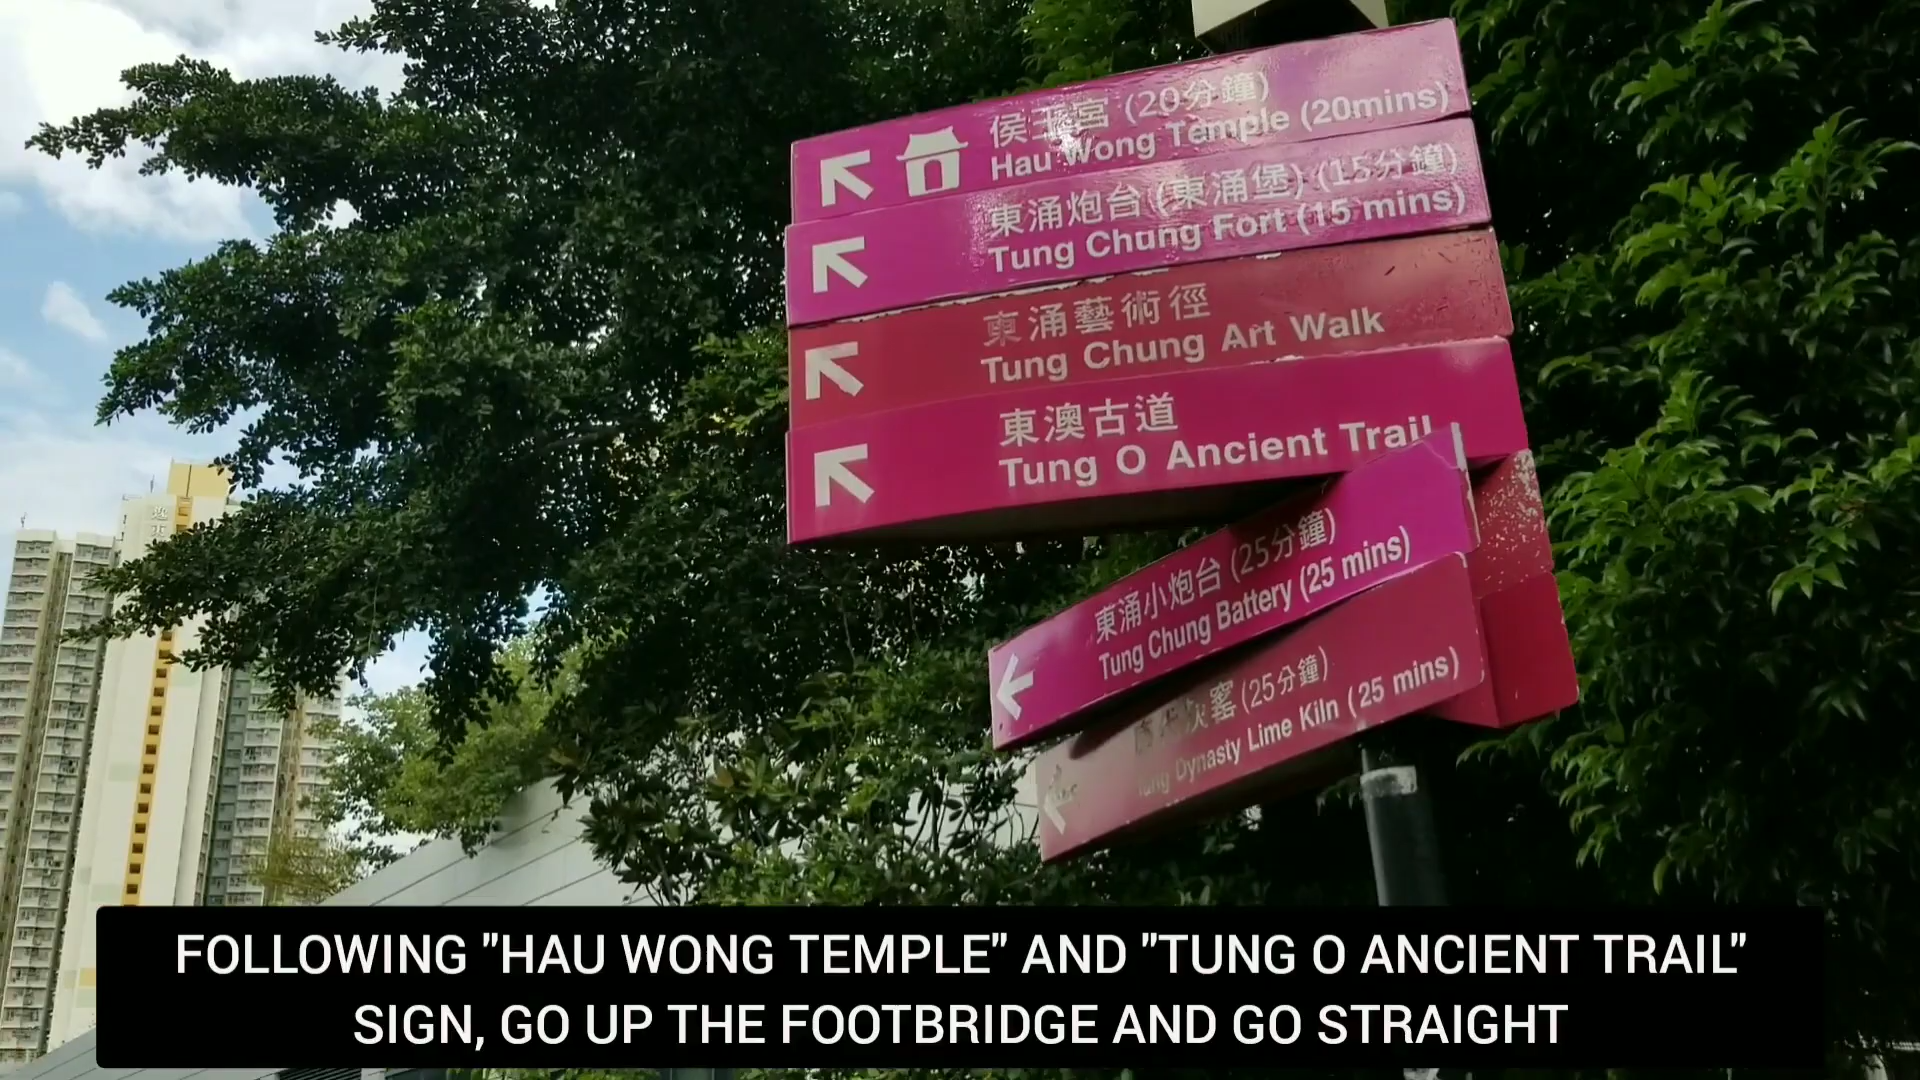 侯王宮 (20分鐘)
Hau Wong Temple (20mins)
東涌炮台 (東涌堡) (15分鐘)
Tung Chung Fort (15 mins)
東涌藝術徑
Tung Chung Art Walk
東澳古道
Tung O Ancient Trail
東涌小炮台 (25分鐘)
Tung Chung Battery (25 mins)
灰窰 (25分鐘)
Tang Dynasty Lime Kiln (25 mins)
FOLLOWING "HAU WONG TEMPLE" AND "TUNG O ANCIENT TRAIL"
SIGN, GO UP THE FOOTBRIDGE AND GO STRAIGHT